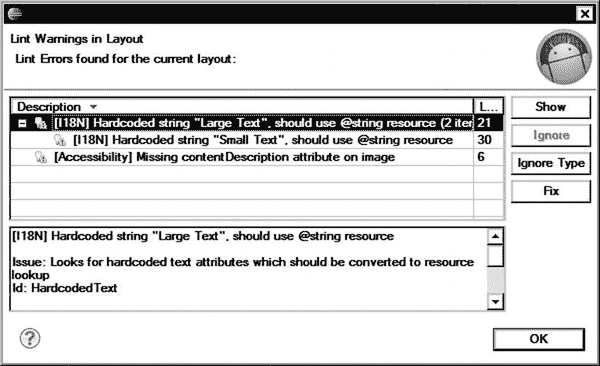 Lint Warnings in Layout
Lint Errors found for the current layout:
Description L...
[I18N] Hardcoded string "Large Text", should use @string resource (2 iter 21
[I18N] Hardcoded string "Small Text", should use @string resource 30
[Accessibility] Missing contentDescription attribute on image 6
Show
Ignore
Ignore Type
Fix
[I18N] Hardcoded string "Large Text", should use @string resource
Issue: Looks for hardcoded text attributes which should be converted to resource
lookup
Id: HardcodedText
?
OK